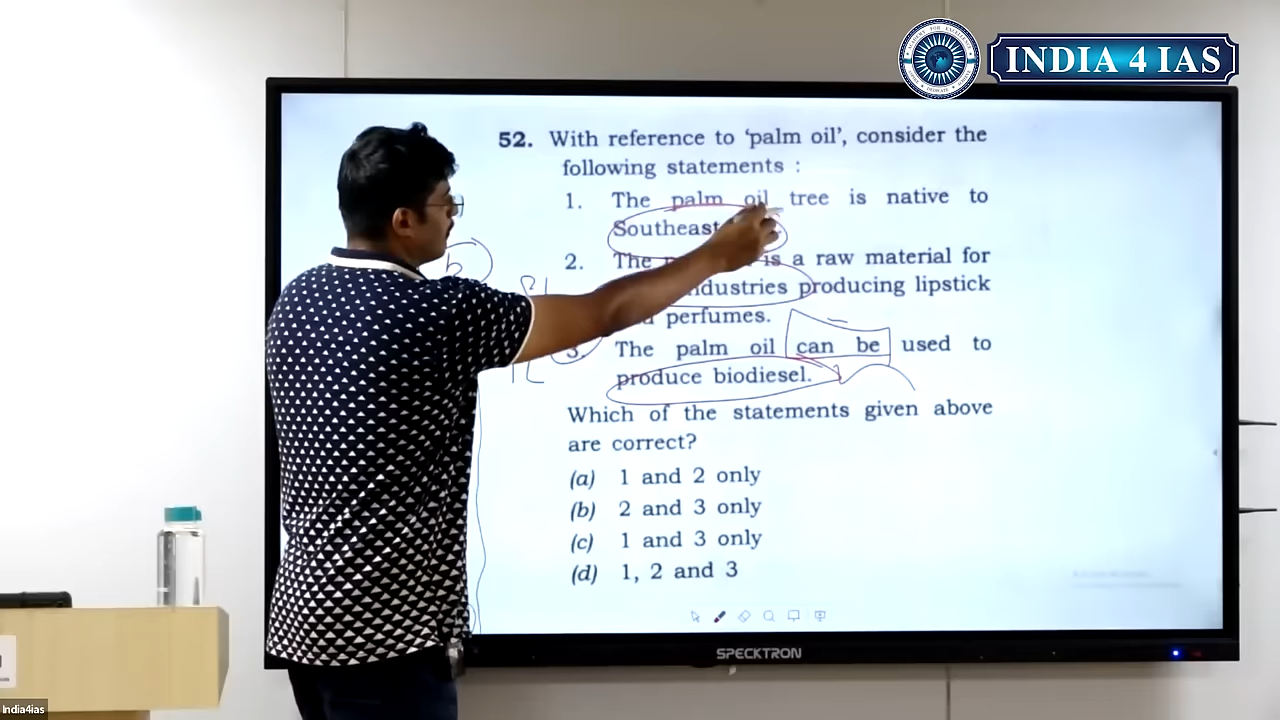 INDIA 4 IAS
52. With reference to 'palm oil', consider the
following statements :
1. The palm oil tree is native to
Southeast
2. The is a raw material for
industries producing lipstick
perfumes.
3. The palm oil can be used to
produce biodiesel.
Which of the statements given above
are correct?
(a) 1 and 2 only
(b) 2 and 3 only
(c) 1 and 3 only
(d) 1, 2 and 3
SPECKTRON
India4ias